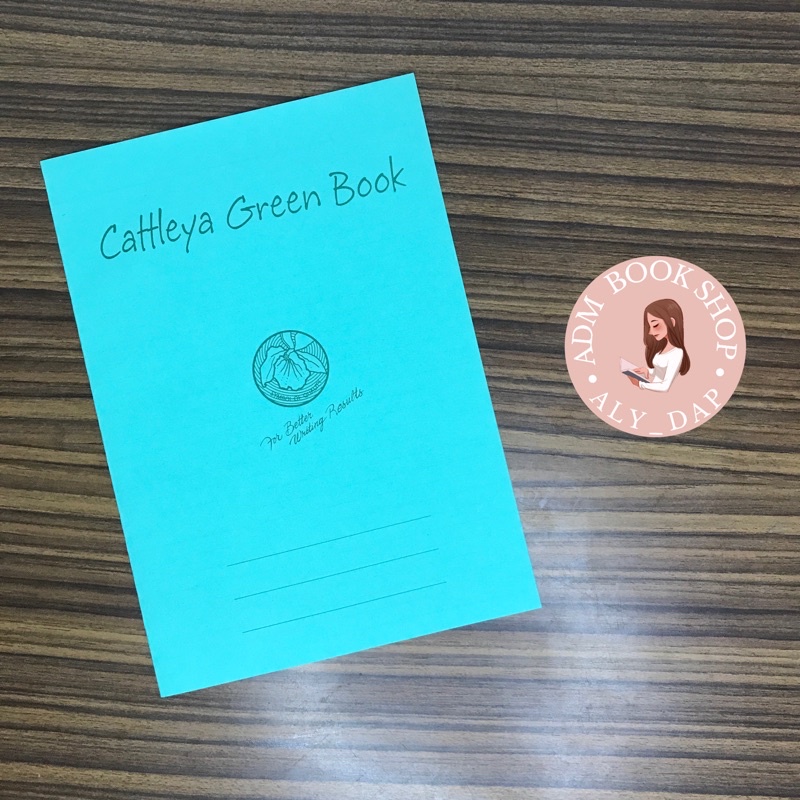 Cattleya Green Book
For Better
Writing Results
ADM BOOK SHOP
ALY_DAP